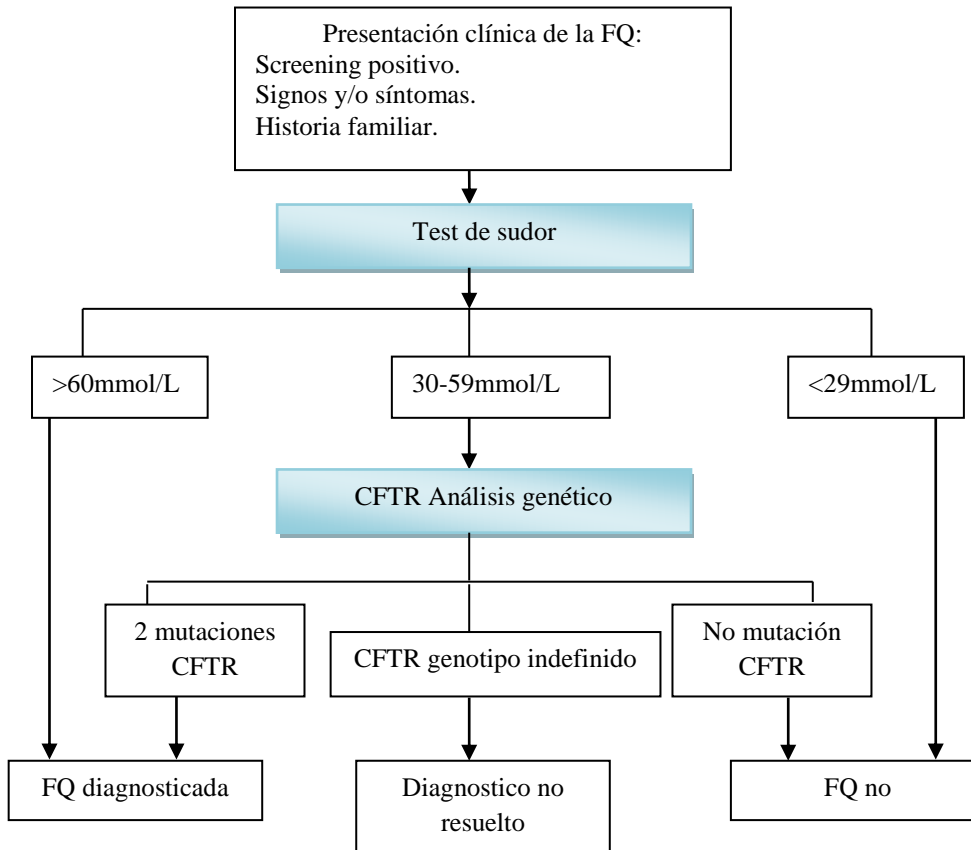 Presentación clínica de la FQ:
Screening positivo.
Signos y/o síntomas.
Historia familiar.
Test de sudor
>60mmol/L
30-59mmol/L
<29mmol/L
CFTR Análisis genético
2 mutaciones
CFTR
CFTR genotipo indefinido
No mutación
CFTR
FQ diagnosticada
Diagnostico no
resuelto
FQ no